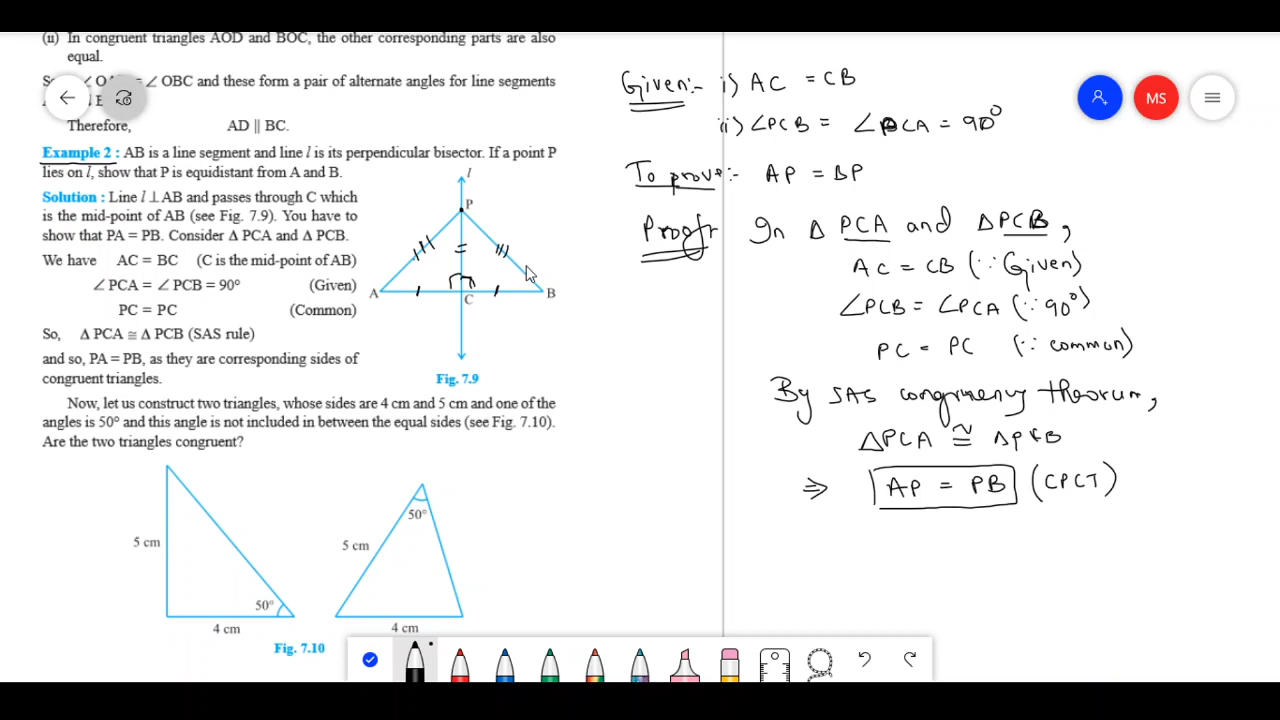 (ii) In congruent triangles AOD and BOC, the other corresponding parts are also
equal.
∠ OBC and these form a pair of alternate angles for line segments
Therefore, AD || BC.
Example 2 : AB is a line segment and line l is its perpendicular bisector. If a point P
lies on l, show that P is equidistant from A and B.
Solution : Line l ⊥ AB and passes through C which
is the mid-point of AB (see Fig. 7.9). You have to
show that PA = PB. Consider Δ PCA and Δ PCB.
We have AC = BC (C is the mid-point of AB)
∠ PCA = ∠ PCB = 90° (Given)
PC = PC (Common)
So, Δ PCA ≅ Δ PCB (SAS rule)
and so, PA = PB, as they are corresponding sides of
congruent triangles.
l
P
A
C
B
Fig. 7.9
Now, let us construct two triangles, whose sides are 4 cm and 5 cm and one of the
angles is 50° and this angle is not included in between the equal sides (see Fig. 7.10).
Are the two triangles congruent?
50°
5 cm
5 cm
50°
4 cm
4 cm
Fig. 7.10
Given:- i) AC = CB
ii) ∠PCB = ∠PCA = 90°
To prove:- AP = BP
Proof:- In Δ PCA and Δ PCB,
AC = CB (∵ Given)
∠PCB = ∠PCA (∵ 90°)
PC = PC (∵ common)
By SAS congruency theorum,
ΔPCA ≅ ΔPCB
⇒ AP = PB (CPCT)
MS